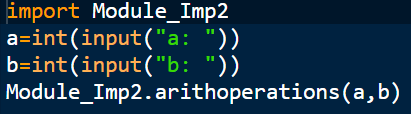 import Module_Imp2
a=int(input("a: "))
b=int(input("b: "))
Module_Imp2.arithoperations(a,b)